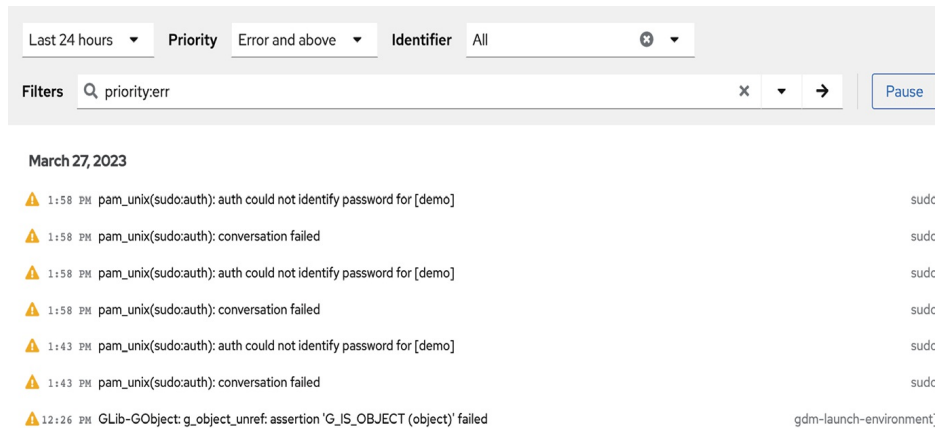 Last 24 hours Priority Error and above Identifier All
Filters priority:err Pause
March 27, 2023
1:58 PM pam_unix(sudo:auth): auth could not identify password for [demo] sudo
1:58 PM pam_unix(sudo:auth): conversation failed sudo
1:58 PM pam_unix(sudo:auth): auth could not identify password for [demo] sudo
1:58 PM pam_unix(sudo:auth): conversation failed sudo
1:43 PM pam_unix(sudo:auth): auth could not identify password for [demo] sudo
1:43 PM pam_unix(sudo:auth): conversation failed sudo
12:26 PM GLib-GObject: g_object_unref: assertion 'G_IS_OBJECT (object)' failed gdm-launch-environment]